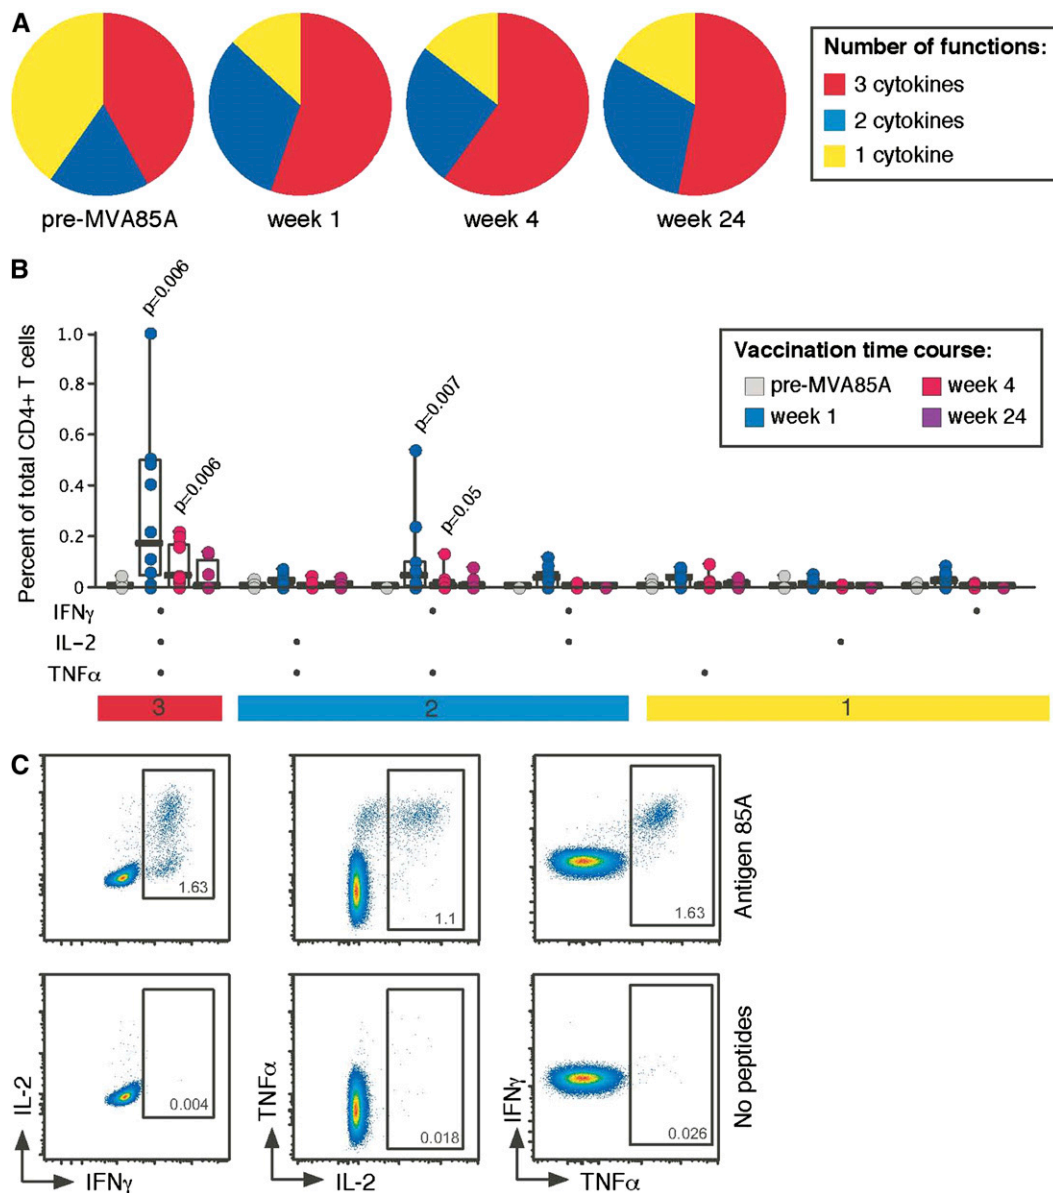 A
Number of functions:
3 cytokines
2 cytokines
1 cytokine
pre-MVA85A week 1 week 4 week 24
B
p=0.006
p=0.007
p=0.006
p=0.05
Percent of total CD4+ T cells
1.0
0.8
0.6
0.4
0.2
0
Vaccination time course:
pre-MVA85A week 4
week 1 week 24
IFNγ
IL-2
TNFα
3 2 1
C
1.63 1.1 1.63
Antigen 85A
0.004 0.018 0.026
No peptides
IL-2 TNFα IFNγ
IFNγ IL-2 TNFα